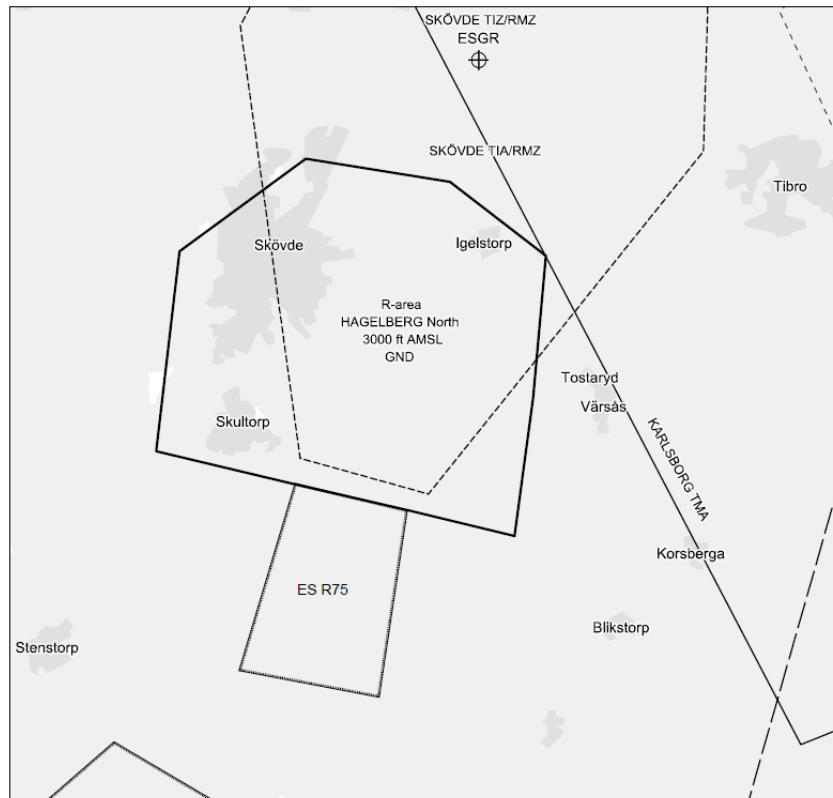 SKÖVDE TIZ/RMZ
ESGR
SKÖVDE TIA/RMZ
Tibro
Skövde
Igelstorp
R-area
HAGELBERG North
3000 ft AMSL
GND
Tostaryd
Värsås
Skultorp
KARLSBORG TMA
Korsberga
ES R75
Blikstorp
Stenstorp